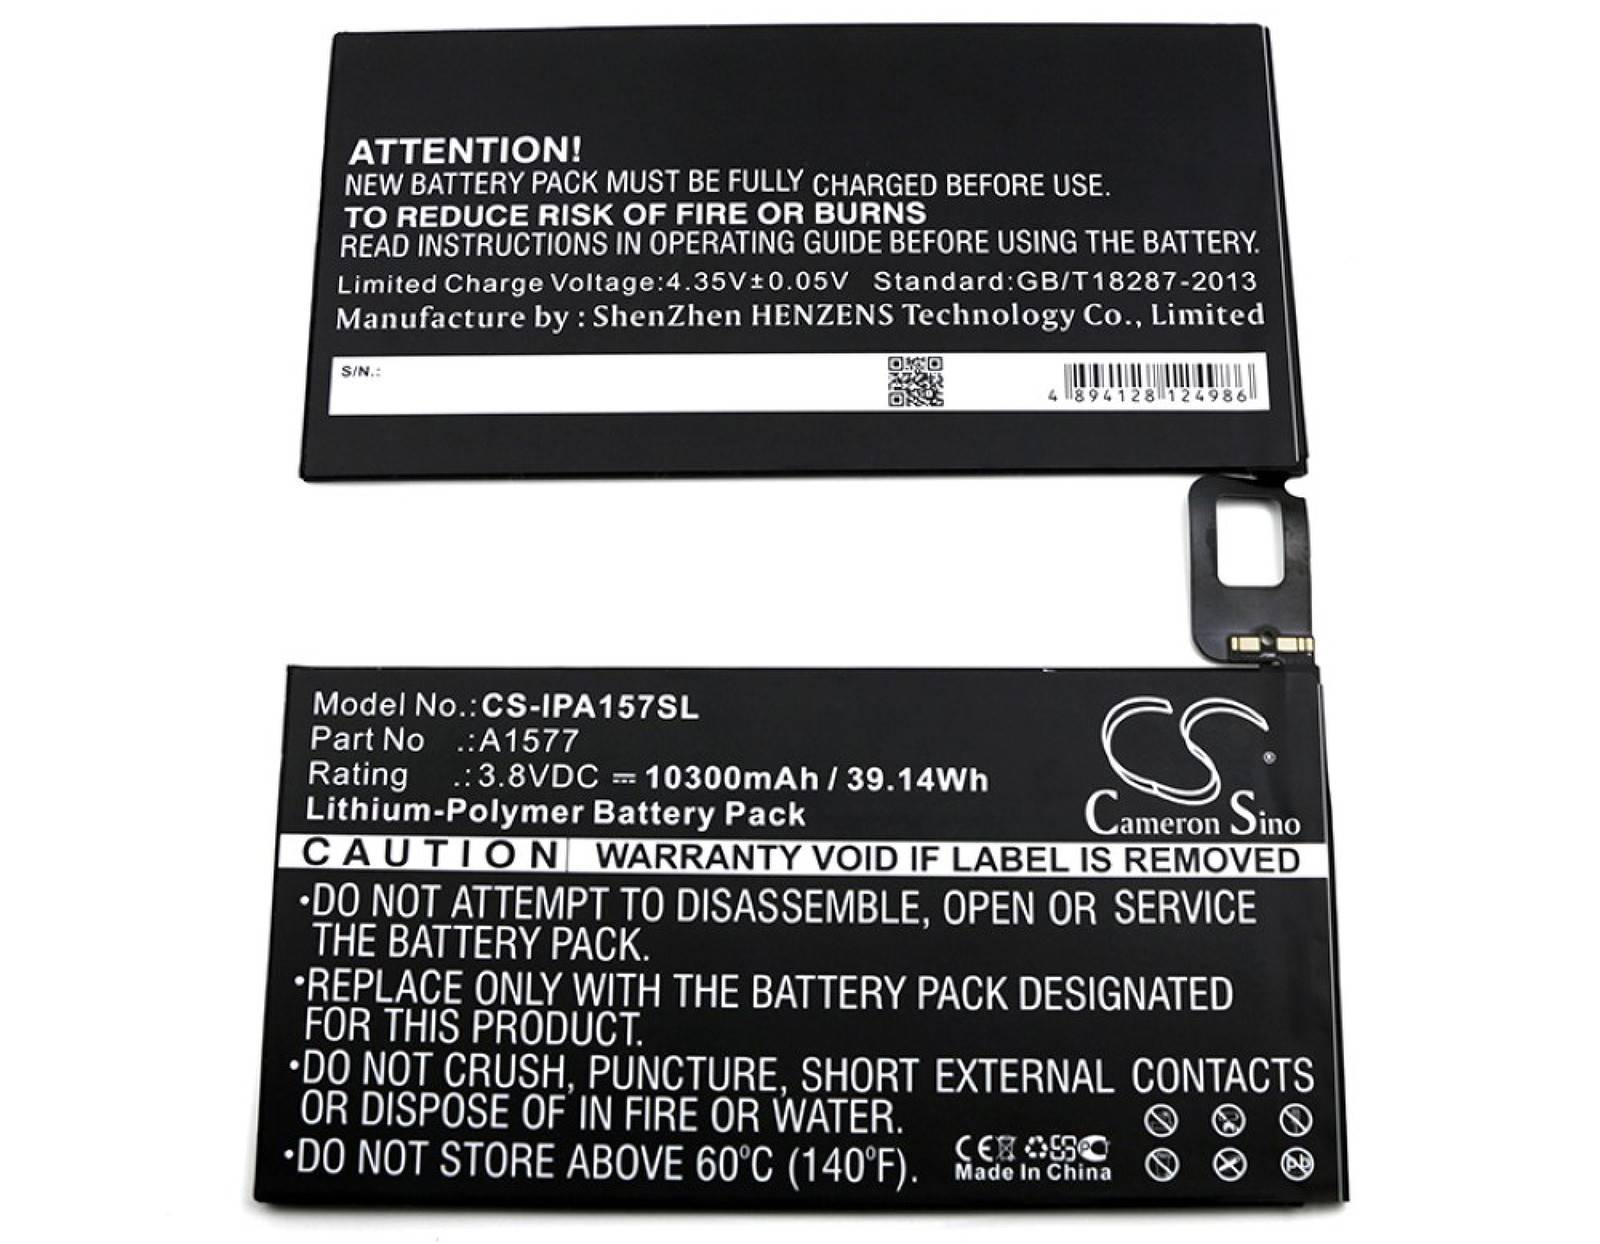 ATTENTION!
NEW BATTERY PACK MUST BE FULLY CHARGED BEFORE USE.
TO REDUCE RISK OF FIRE OR BURNS
READ INSTRUCTIONS IN OPERATING GUIDE BEFORE USING THE BATTERY.
Limited Charge Voltage:4.35V±0.05V Standard:GB/T18287-2013
Manufacture by : ShenZhen HENZENS Technology Co., Limited
S/N.:
4 894128 124986
Model No.:CS-IPA157SL
Part No .:A1577
Rating .:3.8VDC ⎓ 10300mAh / 39.14Wh
Lithium-Polymer Battery Pack
CS®
Cameron Sino
CAUTION WARRANTY VOID IF LABEL IS REMOVED
•DO NOT ATTEMPT TO DISASSEMBLE, OPEN OR SERVICE
THE BATTERY PACK.
•REPLACE ONLY WITH THE BATTERY PACK DESIGNATED
FOR THIS PRODUCT.
•DO NOT CRUSH, PUNCTURE, SHORT EXTERNAL CONTACTS
OR DISPOSE OF IN FIRE OR WATER.
•DO NOT STORE ABOVE 60°C (140°F).
CE
Made In China
Pb